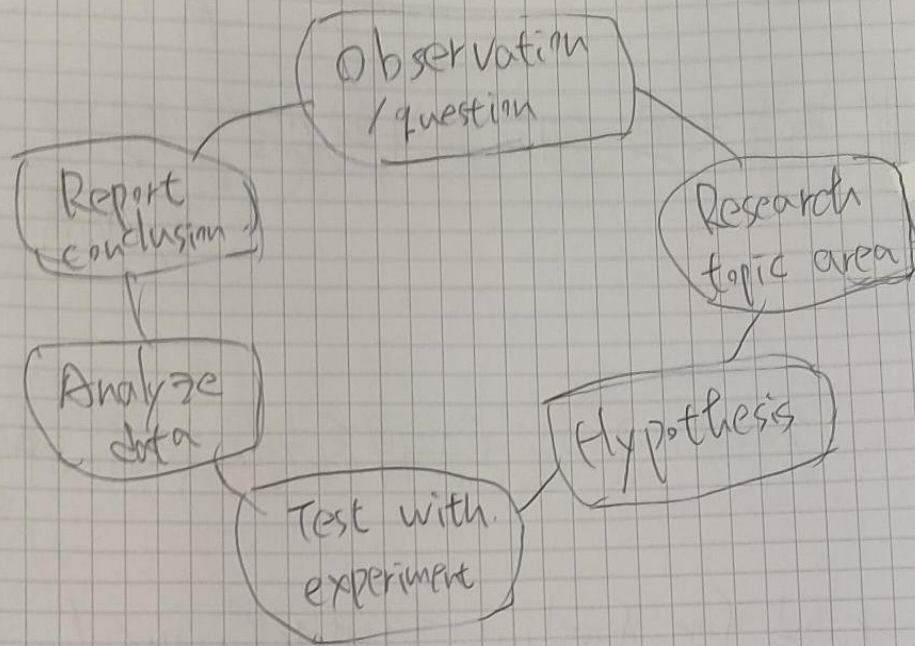 Observation
/question
Research
topic area
Hypothesis
Test with
experiment
Analyze
data
Report
conclusion